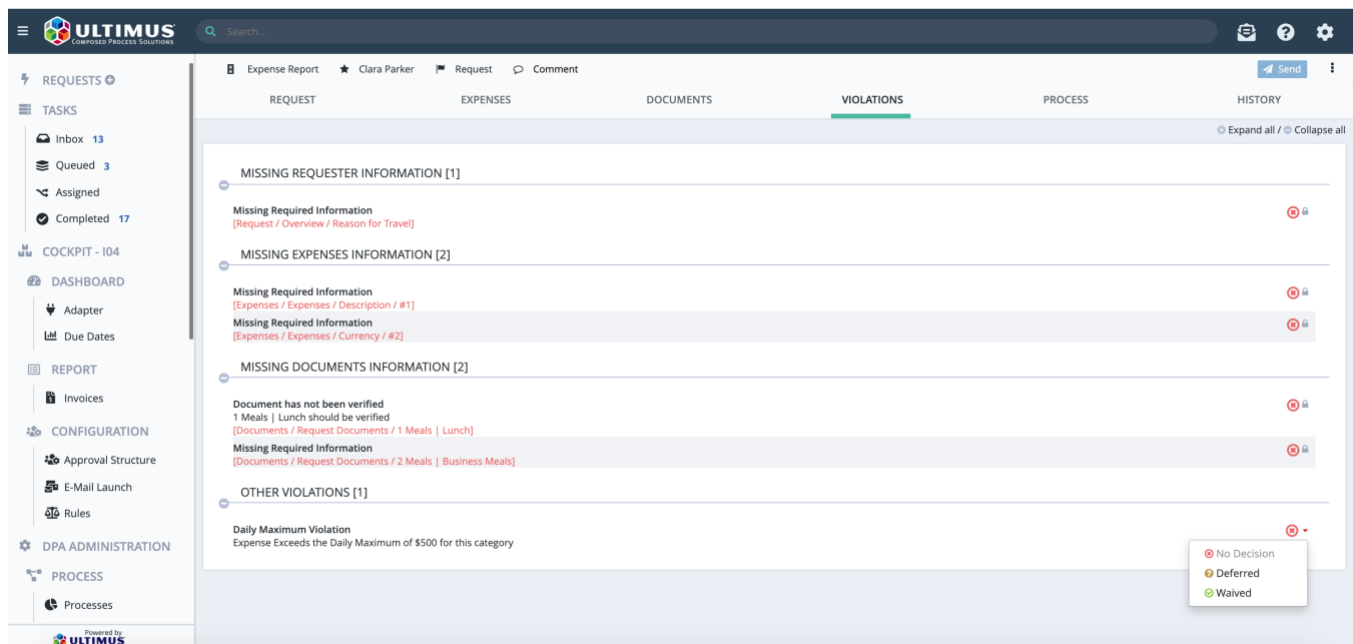 ULTIMUS
COMPOSED PROCESS SOLUTIONS
Search...
Expense Report Clara Parker Request Comment
Send
REQUEST EXPENSES DOCUMENTS VIOLATIONS PROCESS HISTORY
Expand all / Collapse all
REQUESTS
TASKS
Inbox 13
Queued 3
Assigned
Completed 17
COCKPIT - I04
DASHBOARD
Adapter
Due Dates
REPORT
Invoices
CONFIGURATION
Approval Structure
E-Mail Launch
Rules
DPA ADMINISTRATION
PROCESS
Processes
Powered by
ULTIMUS
MISSING REQUESTER INFORMATION [1]
Missing Required Information
[Request / Overview / Reason for Travel]
MISSING EXPENSES INFORMATION [2]
Missing Required Information
[Expenses / Expenses / Description / #1]
Missing Required Information
[Expenses / Expenses / Currency / #2]
MISSING DOCUMENTS INFORMATION [2]
Document has not been verified
1 Meals | Lunch should be verified
[Documents / Request Documents / 1 Meals | Lunch]
Missing Required Information
[Documents / Request Documents / 2 Meals | Business Meals]
OTHER VIOLATIONS [1]
Daily Maximum Violation
Expense Exceeds the Daily Maximum of $500 for this category
No Decision
Deferred
Waived